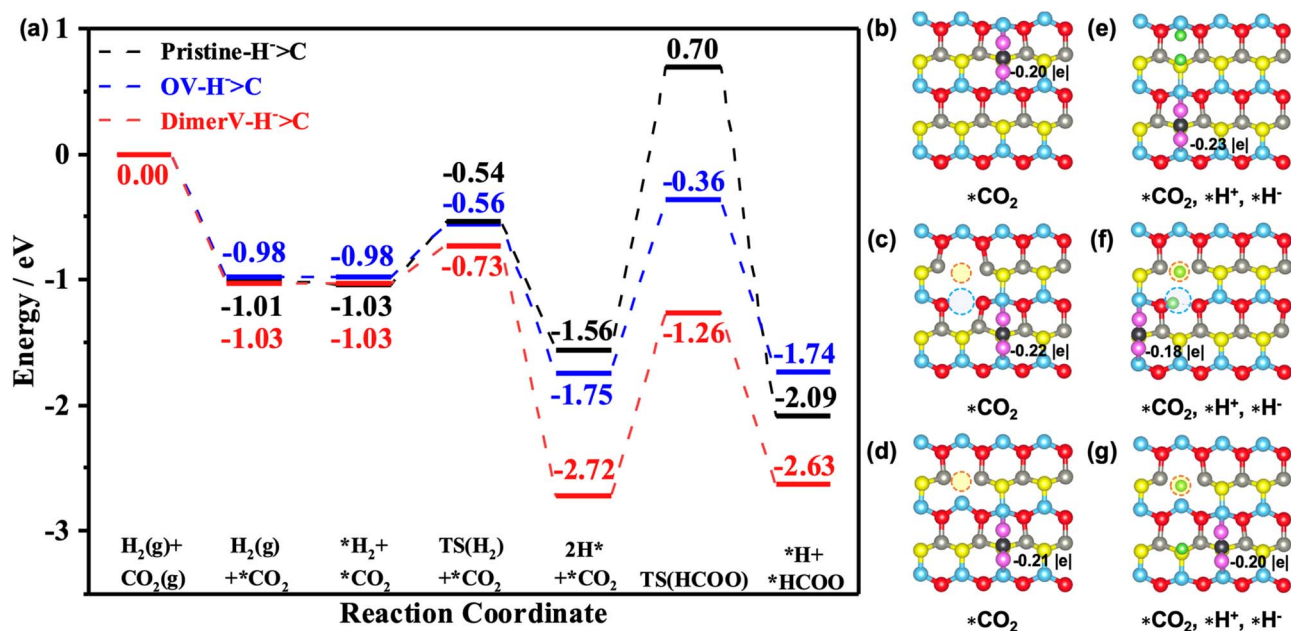 (a)
1
0
-1
-2
-3
Energy / eV
Pristine-H⁻>C
OV-H⁻>C
DimerV-H⁻>C
0.00
-0.98
-1.01
-1.03
-0.98
-1.03
-1.03
-0.54
-0.56
-0.73
-1.56
-1.75
-2.72
0.70
-0.36
-1.26
-1.74
-2.09
-2.63
H₂(g)+
CO₂(g)
H₂(g)
+*CO₂
*H₂+
*CO₂
TS(H₂)
+*CO₂
2H*
+*CO₂
TS(HCOO)
*H+
*HCOO
Reaction Coordinate
(b)
-0.20 |e|
*CO₂
(e)
-0.23 |e|
*CO₂, *H⁺, *H⁻
(c)
-0.22 |e|
*CO₂
(f)
-0.18 |e|
*CO₂, *H⁺, *H⁻
(d)
-0.21 |e|
*CO₂
(g)
-0.20 |e|
*CO₂, *H⁺, *H⁻